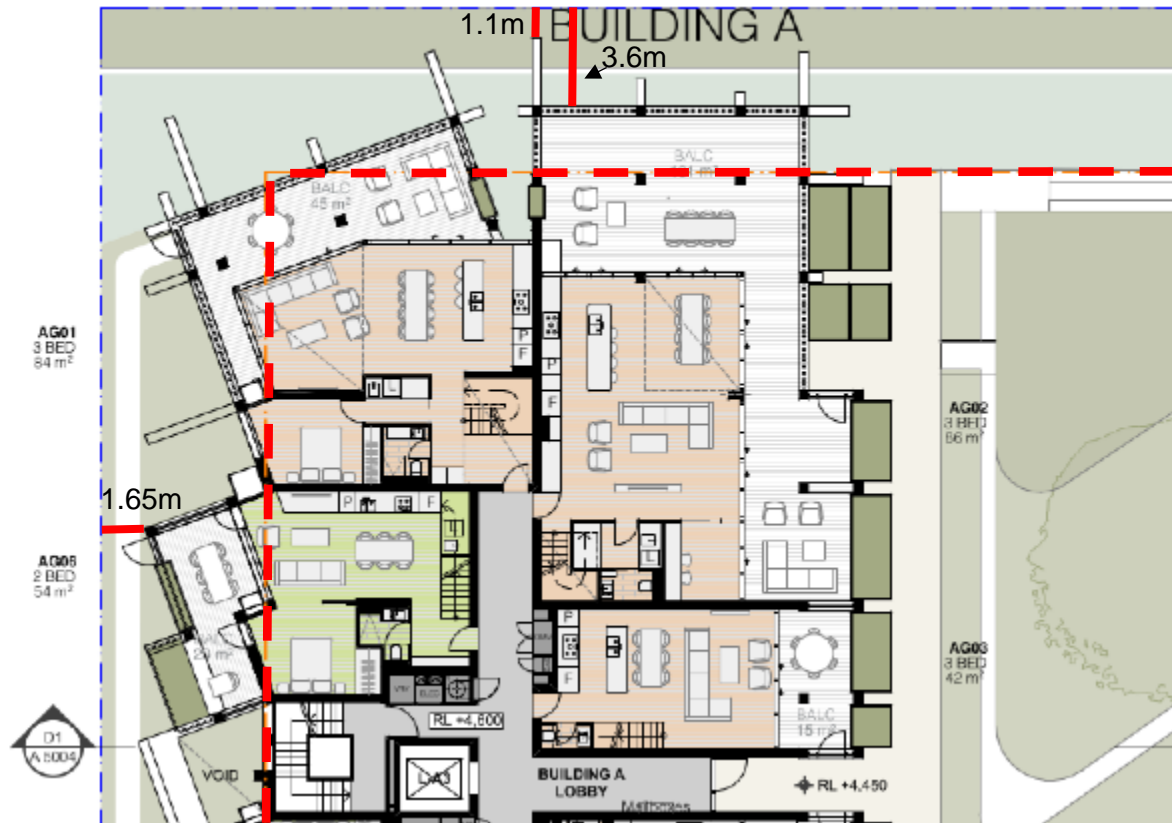 1.1m
BUILDING A
3.6m
BALC
45 m²
BALC
AG01
3 BED
84 m²
P
F
L
P
F
F
L
AG02
3 BED
66 m²
1.65m
P
F
AG06
2 BED
54 m²
P
F
AG03
3 BED
42 m²
BALC
15 m²
RL +4,600
D1
A 5004
VOID
BUILDING A
LOBBY
RL +4,450